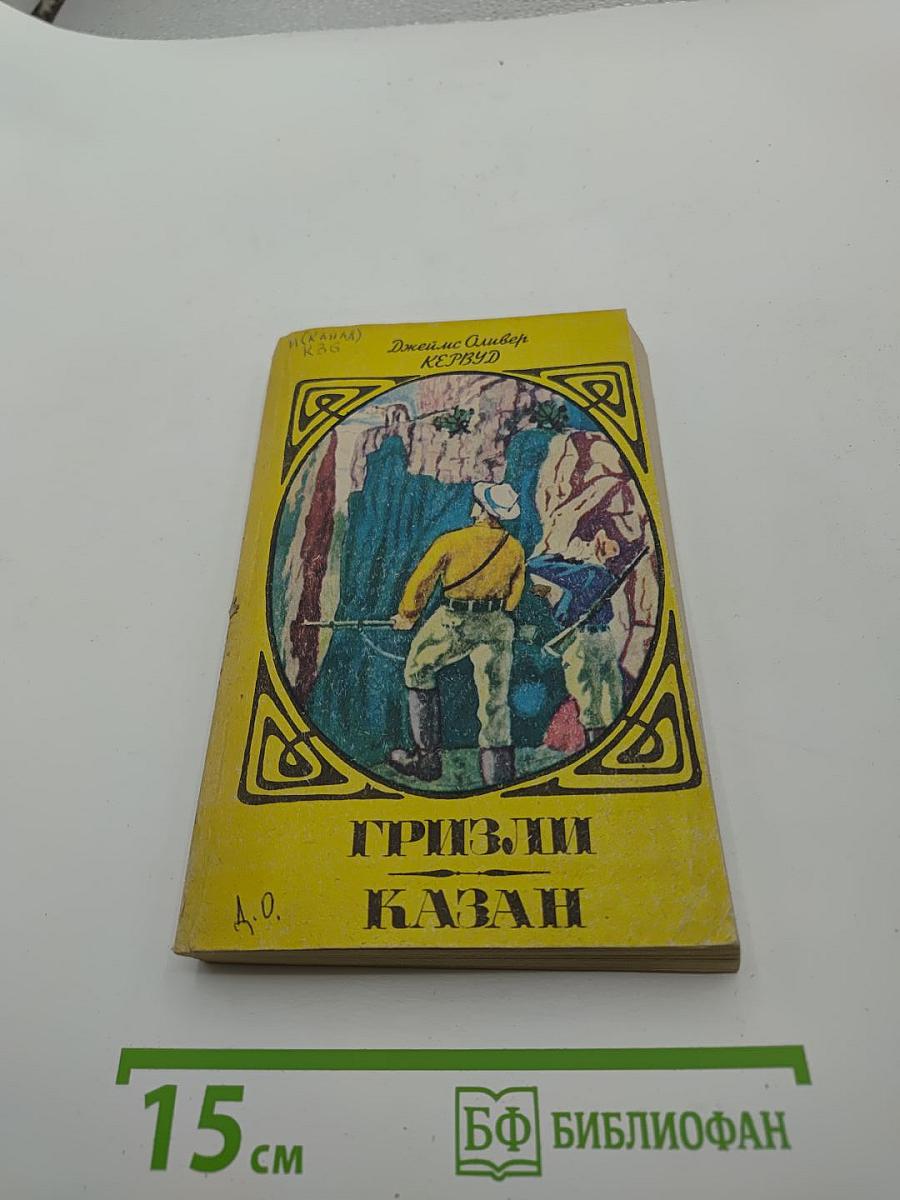 И(КАНАД)
К36
Джеймс Оливер
КЕРВУД
ГРИЗЛИ
КАЗАН
Д.О.
15 см
БФ БИБЛИОФАН